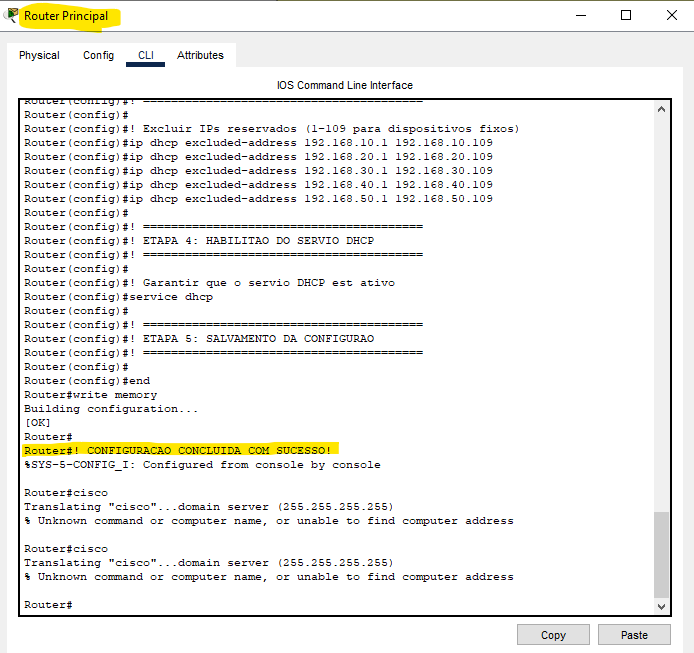 Router Principal
Physical Config CLI Attributes
IOS Command Line Interface
Router(config)#! ========================================
Router(config)#
Router(config)#! Excluir IPs reservados (1-109 para dispositivos fixos)
Router(config)#ip dhcp excluded-address 192.168.10.1 192.168.10.109
Router(config)#ip dhcp excluded-address 192.168.20.1 192.168.20.109
Router(config)#ip dhcp excluded-address 192.168.30.1 192.168.30.109
Router(config)#ip dhcp excluded-address 192.168.40.1 192.168.40.109
Router(config)#ip dhcp excluded-address 192.168.50.1 192.168.50.109
Router(config)#
Router(config)#! ========================================
Router(config)#! ETAPA 4: HABILITAO DO SERVIO DHCP
Router(config)#! ========================================
Router(config)#
Router(config)#! Garantir que o servio DHCP est ativo
Router(config)#service dhcp
Router(config)#
Router(config)#! ========================================
Router(config)#! ETAPA 5: SALVAMENTO DA CONFIGURAO
Router(config)#! ========================================
Router(config)#
Router(config)#end
Router#write memory
Building configuration...
[OK]
Router#
Router#! CONFIGURACAO CONCLUIDA COM SUCESSO!
%SYS-5-CONFIG_I: Configured from console by console
Router#cisco
Translating "cisco"...domain server (255.255.255.255)
% Unknown command or computer name, or unable to find computer address
Router#cisco
Translating "cisco"...domain server (255.255.255.255)
% Unknown command or computer name, or unable to find computer address
Router#
Copy Paste